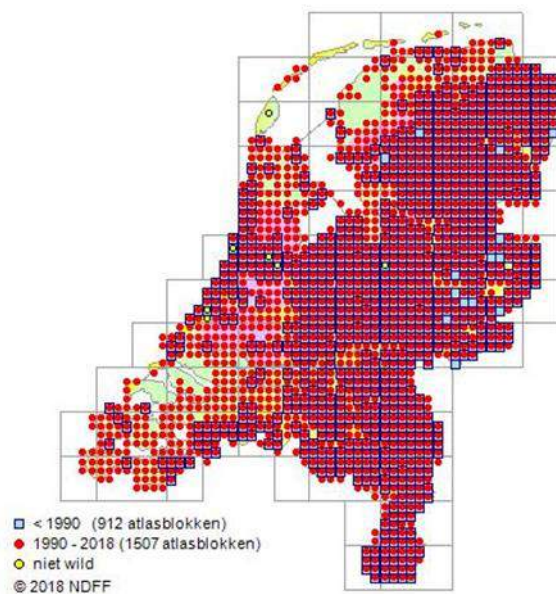 < 1990 (912 atlasblokken)
1990 - 2018 (1507 atlasblokken)
niet wild
© 2018 NDFF